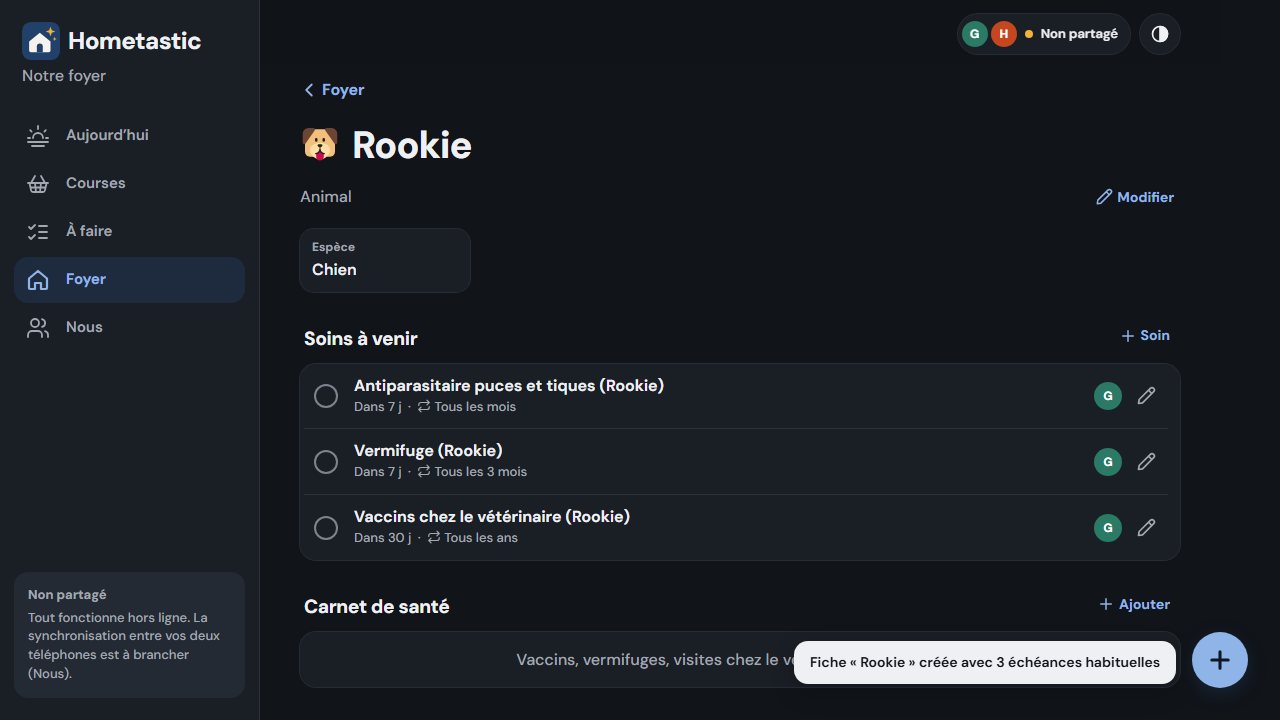 Hometastic
Notre foyer
Aujourd’hui
Courses
À faire
Foyer
Nous
Non partagé
Tout fonctionne hors ligne. La
synchronisation entre vos deux
téléphones est à brancher
(Nous).
G H Non partagé
Foyer
Rookie
Animal
Modifier
Espèce
Chien
Soins à venir
Soin
Antiparasitaire puces et tiques (Rookie)
Dans 7 j · Tous les mois
G
Vermifuge (Rookie)
Dans 7 j · Tous les 3 mois
G
Vaccins chez le vétérinaire (Rookie)
Dans 30 j · Tous les ans
G
Carnet de santé
Ajouter
Vaccins, vermifuges, visites chez le
Fiche « Rookie » créée avec 3 échéances habituelles